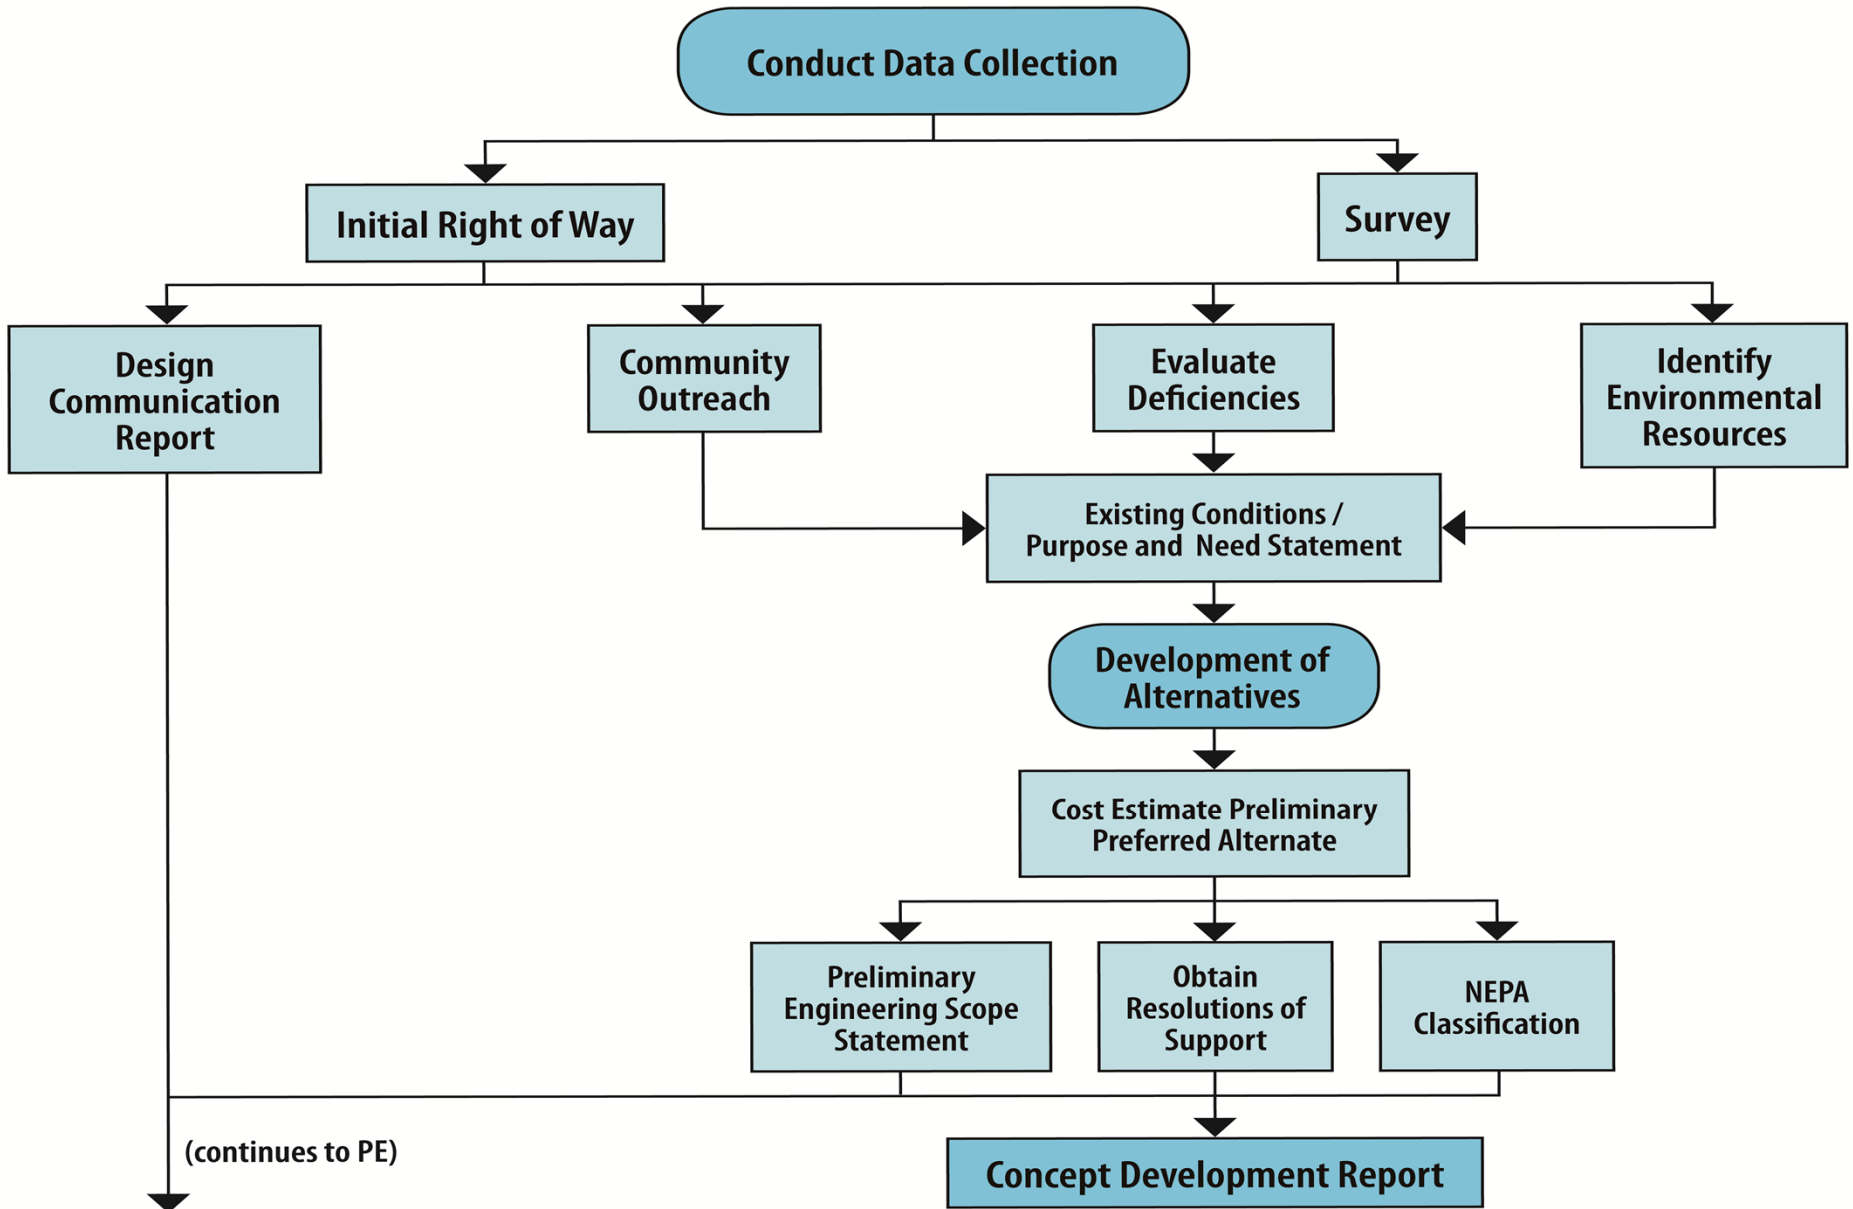 Conduct Data Collection
Initial Right of Way
Survey
Design
Communication
Report
Community
Outreach
Evaluate
Deficiencies
Identify
Environmental
Resources
Existing Conditions /
Purpose and Need Statement
Development of
Alternatives
Cost Estimate Preliminary
Preferred Alternate
Preliminary
Engineering Scope
Statement
Obtain
Resolutions of
Support
NEPA
Classification
(continues to PE)
Concept Development Report